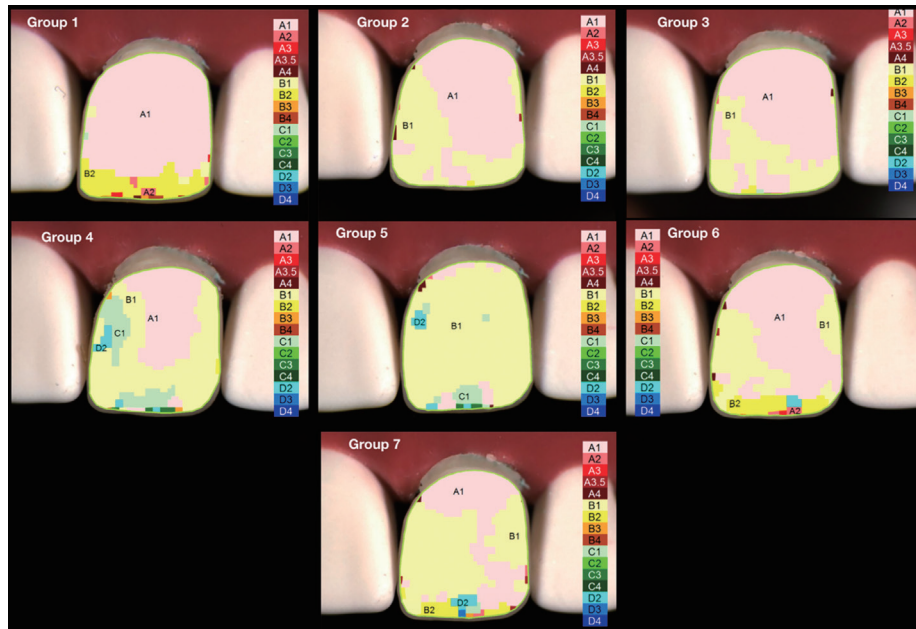 Group 1
A1
A2
A3
A3.5
A4
B1
B2
B3
B4
C1
C2
C3
C4
D2
D3
D4
A1
B2
A2
Group 2
A1
A2
A3
A3.5
A4
B1
B2
B3
B4
C1
C2
C3
C4
D2
D3
D4
A1
B1
Group 3
A1
A2
A3
A3.5
A4
B1
B2
B3
B4
C1
C2
C3
C4
D2
D3
D4
A1
B1
Group 4
A1
A2
A3
A3.5
A4
B1
B2
B3
B4
C1
C2
C3
C4
D2
D3
D4
B1
A1
C1
D2
Group 5
A1
A2
A3
A3.5
A4
B1
B2
B3
B4
C1
C2
C3
C4
D2
D3
D4
D2
B1
C1
Group 6
A1
A2
A3
A3.5
A4
B1
B2
B3
B4
C1
C2
C3
C4
D2
D3
D4
A1
B1
B2
A2
Group 7
A1
A2
A3
A3.5
A4
B1
B2
B3
B4
C1
C2
C3
C4
D2
D3
D4
A1
B1
D2
B2